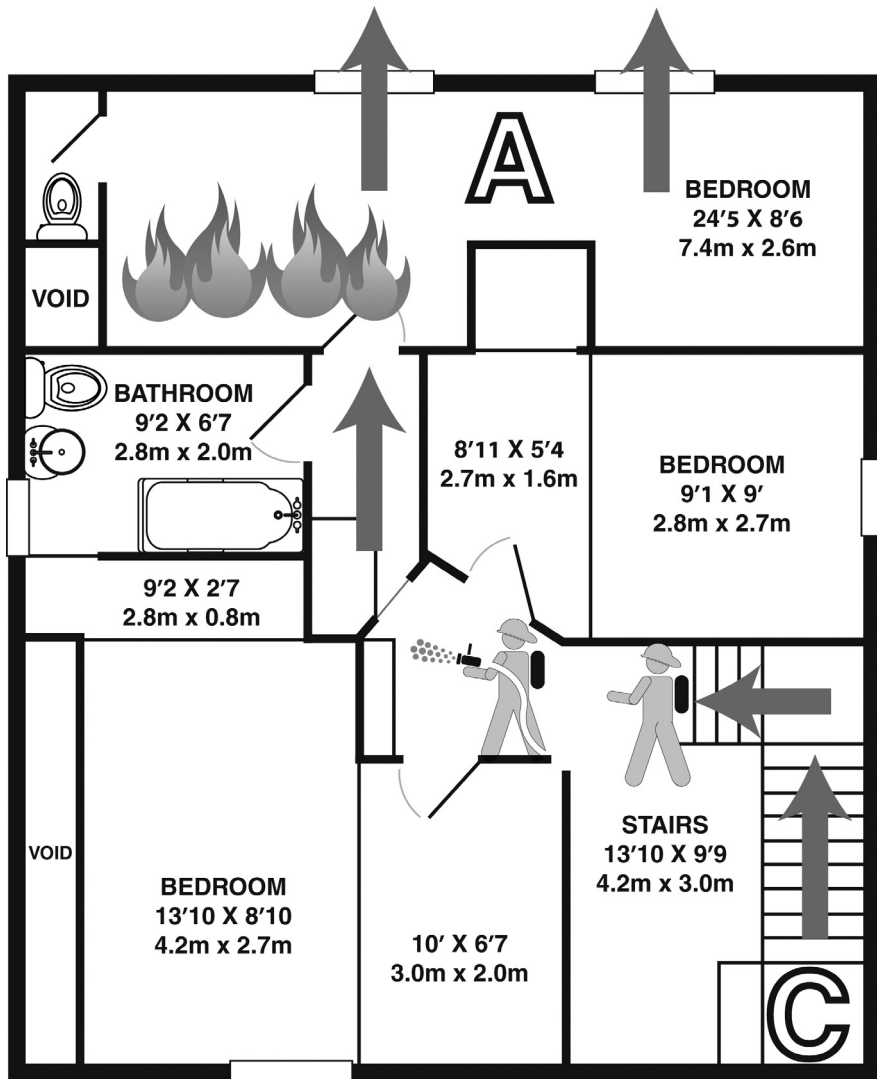 A
BEDROOM
24'5 X 8'6
7.4m x 2.6m
VOID
BATHROOM
9'2 X 6'7
2.8m x 2.0m
8'11 X 5'4
2.7m x 1.6m
BEDROOM
9'1 X 9'
2.8m x 2.7m
9'2 X 2'7
2.8m x 0.8m
STAIRS
13'10 X 9'9
4.2m x 3.0m
VOID
BEDROOM
13'10 X 8'10
4.2m x 2.7m
10' X 6'7
3.0m x 2.0m
C